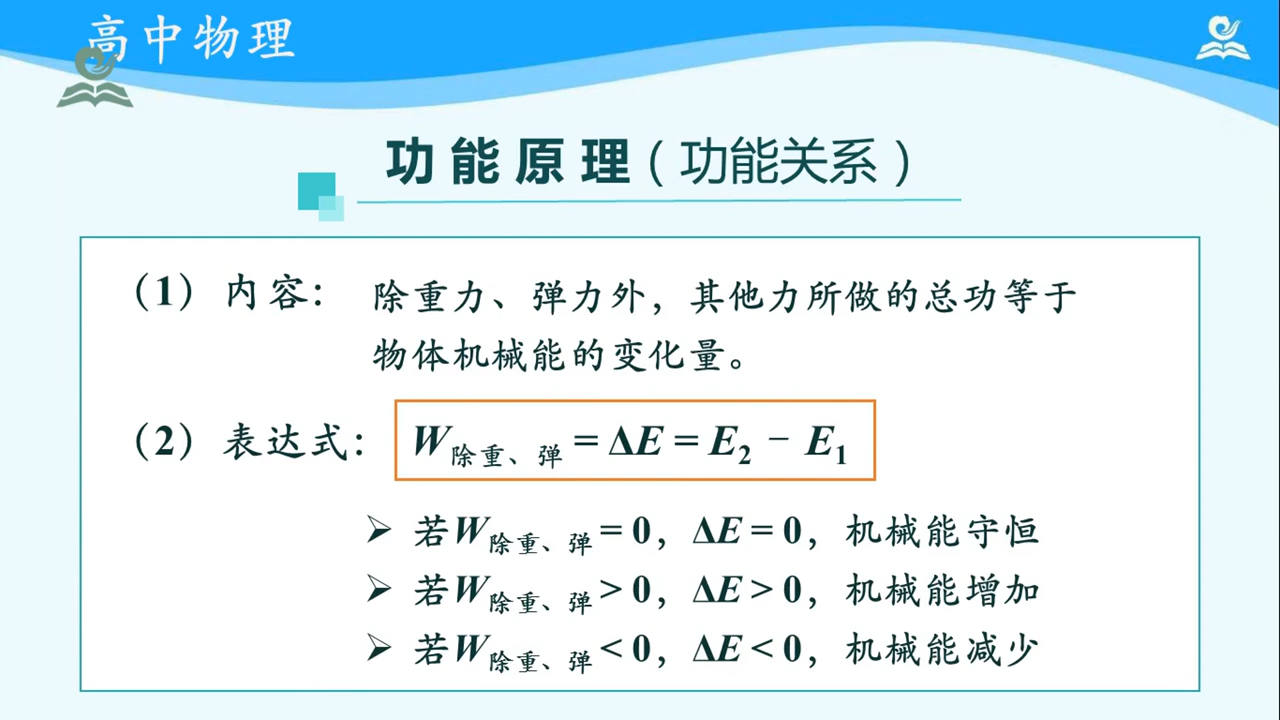 高中物理
功能原理（功能关系）
（1）内容： 除重力、弹力外，其他力所做的总功等于
物体机械能的变化量。
（2）表达式： W除重、弹 = ΔE = E₂ − E₁
➢ 若W除重、弹 = 0，ΔE = 0，机械能守恒
➢ 若W除重、弹 > 0，ΔE > 0，机械能增加
➢ 若W除重、弹 < 0，ΔE < 0，机械能减少